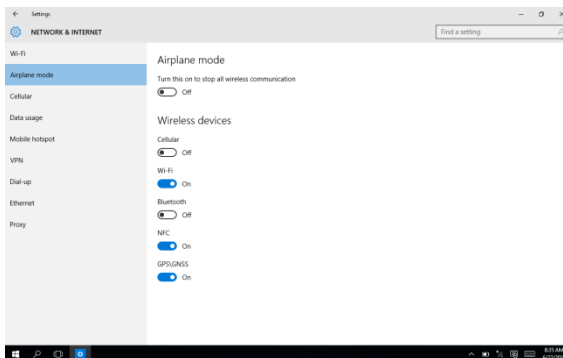 Settings
NETWORK & INTERNET
Find a setting
Wi-Fi
Airplane mode
Cellular
Data usage
Mobile hotspot
VPN
Dial-up
Ethernet
Proxy
Airplane mode
Turn this on to stop all wireless communication
Off
Wireless devices
Cellular
Off
Wi-Fi
On
Bluetooth
Off
NFC
On
GPS\GNSS
On
8:35 AM